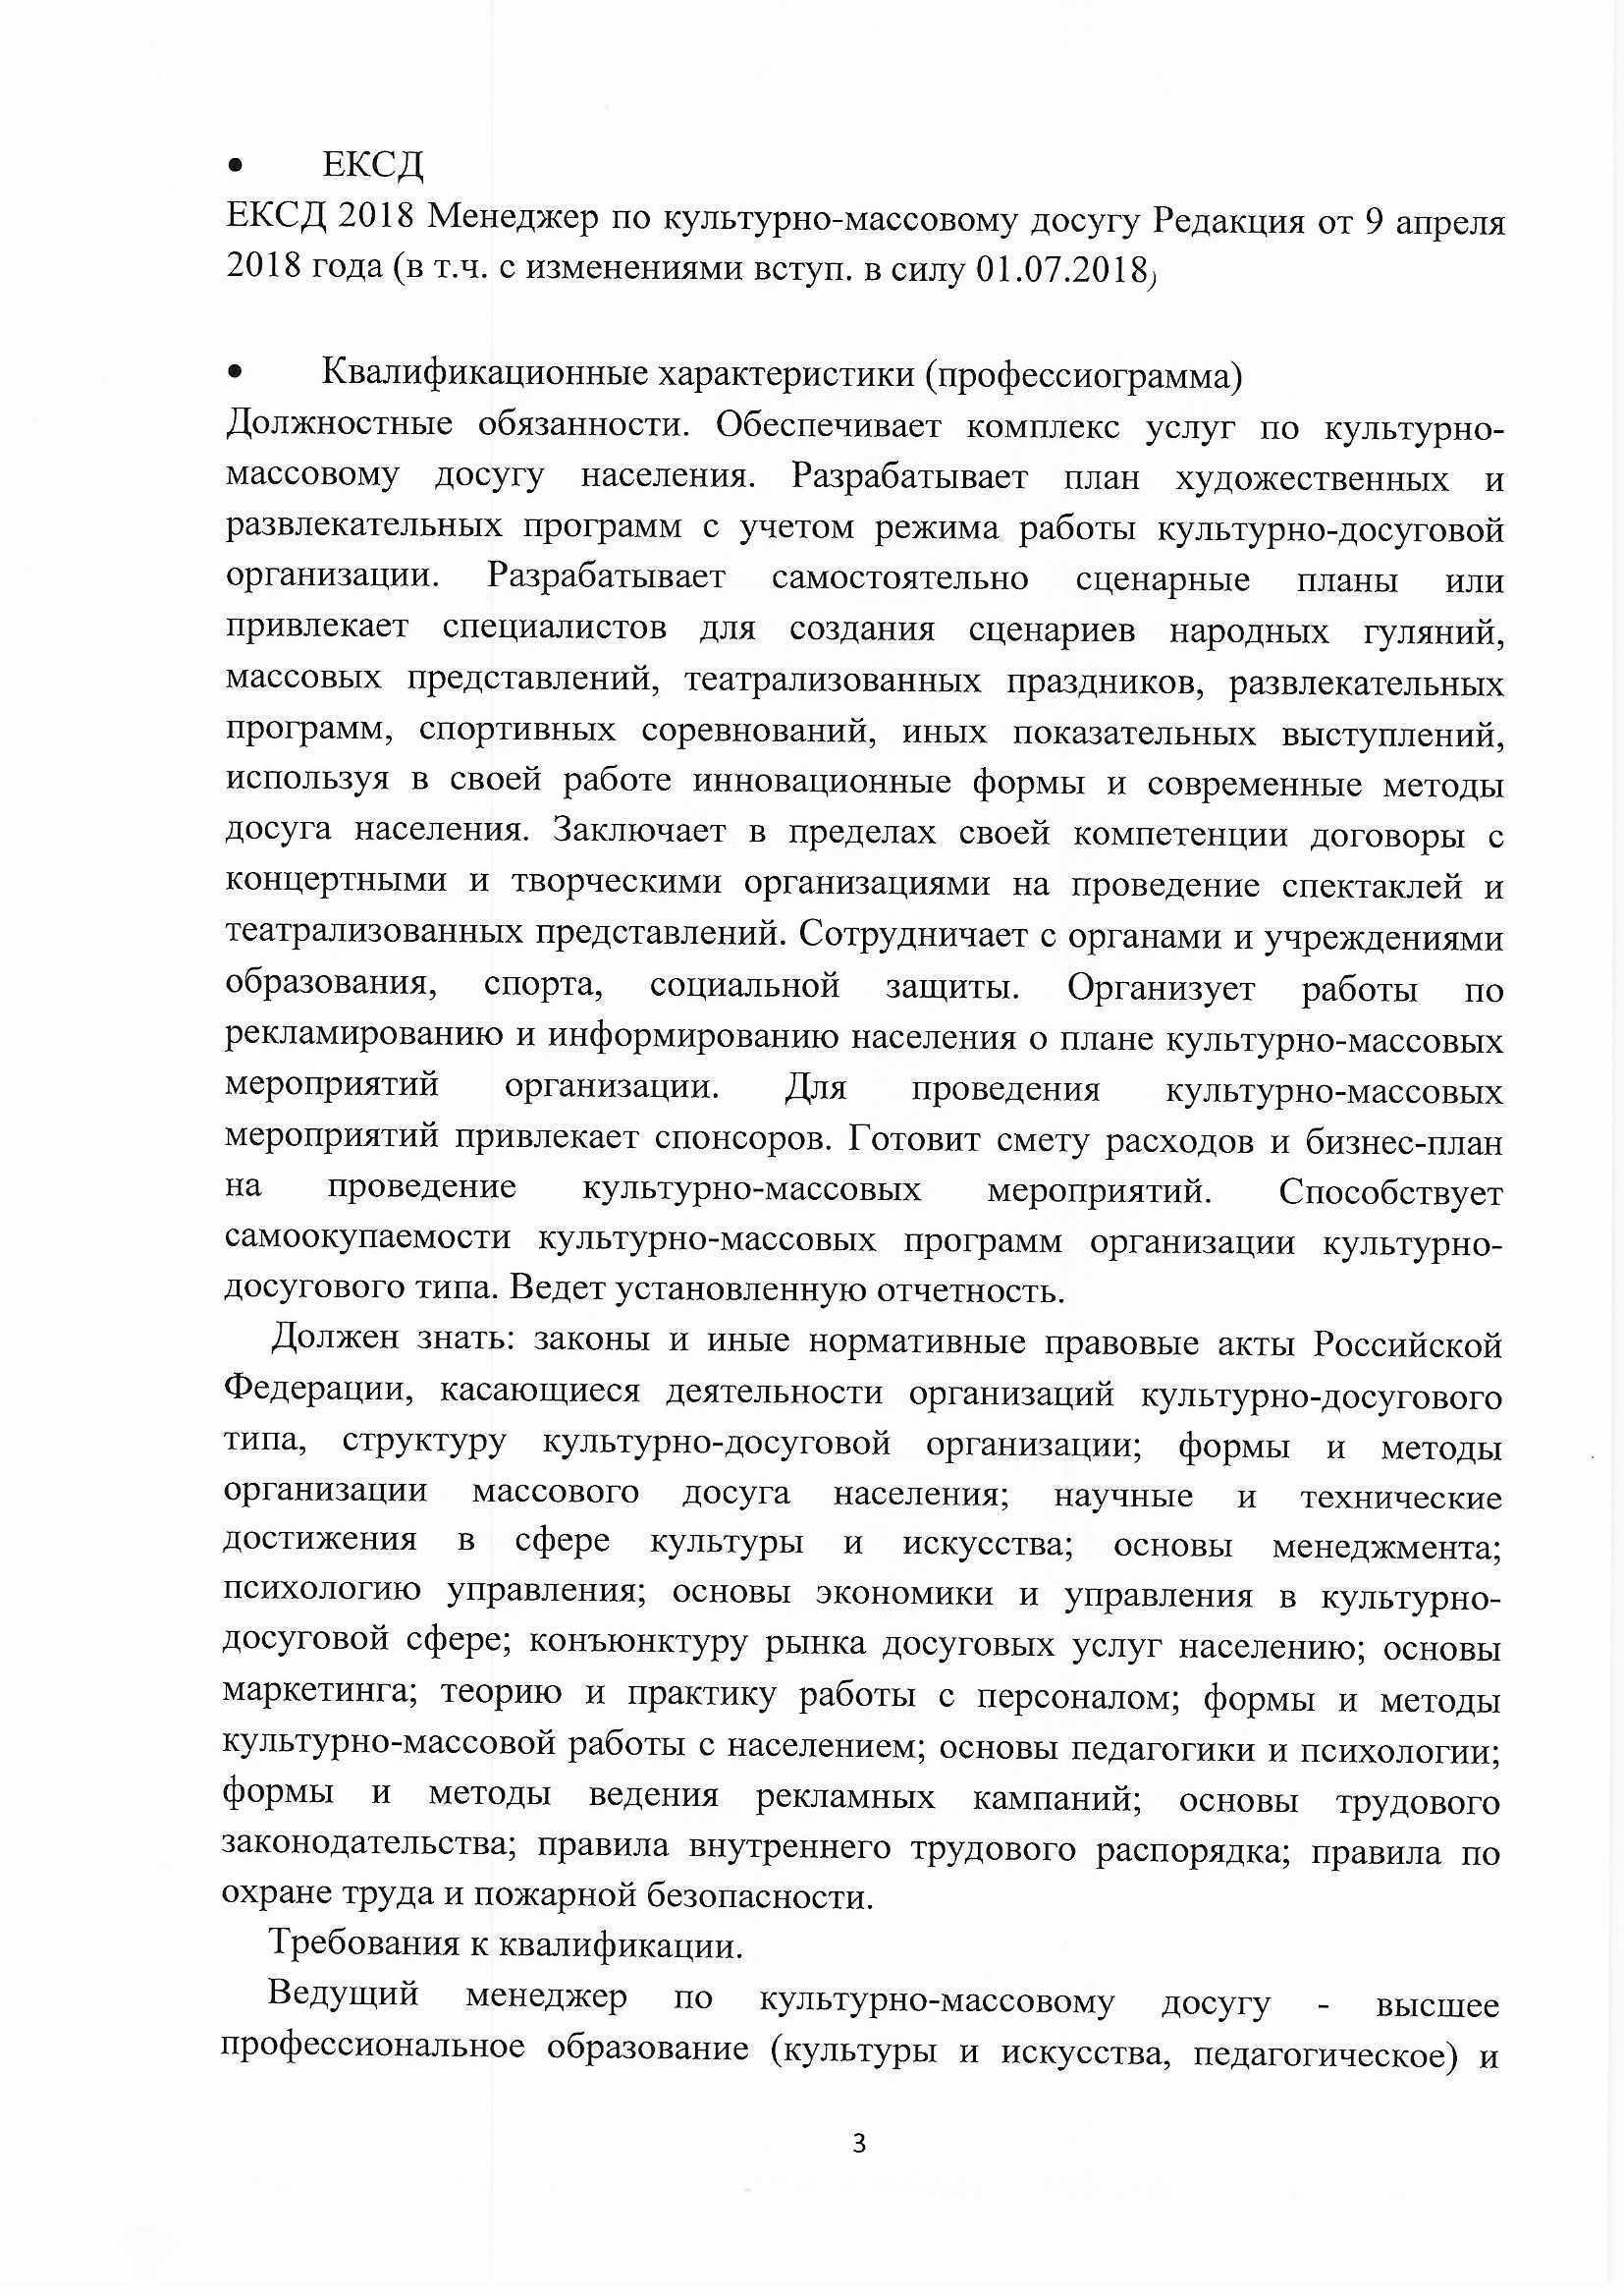 • ЕКСД
ЕКСД 2018 Менеджер по культурно-массовому досугу Редакция от 9 апреля
2018 года (в т.ч. с изменениями вступ. в силу 01.07.2018)
• Квалификационные характеристики (профессиограмма)
Должностные обязанности. Обеспечивает комплекс услуг по культурно-
массовому досугу населения. Разрабатывает план художественных и
развлекательных программ с учетом режима работы культурно-досуговой
организации. Разрабатывает самостоятельно сценарные планы или
привлекает специалистов для создания сценариев народных гуляний,
массовых представлений, театрализованных праздников, развлекательных
программ, спортивных соревнований, иных показательных выступлений,
используя в своей работе инновационные формы и современные методы
досуга населения. Заключает в пределах своей компетенции договоры с
концертными и творческими организациями на проведение спектаклей и
театрализованных представлений. Сотрудничает с органами и учреждениями
образования, спорта, социальной защиты. Организует работы по
рекламированию и информированию населения о плане культурно-массовых
мероприятий организации. Для проведения культурно-массовых
мероприятий привлекает спонсоров. Готовит смету расходов и бизнес-план
на проведение культурно-массовых мероприятий. Способствует
самоокупаемости культурно-массовых программ организации культурно-
досугового типа. Ведет установленную отчетность.
Должен знать: законы и иные нормативные правовые акты Российской
Федерации, касающиеся деятельности организаций культурно-досугового
типа, структуру культурно-досуговой организации; формы и методы
организации массового досуга населения; научные и технические
достижения в сфере культуры и искусства; основы менеджмента;
психологию управления; основы экономики и управления в культурно-
досуговой сфере; конъюнктуру рынка досуговых услуг населению; основы
маркетинга; теорию и практику работы с персоналом; формы и методы
культурно-массовой работы с населением; основы педагогики и психологии;
формы и методы ведения рекламных кампаний; основы трудового
законодательства; правила внутреннего трудового распорядка; правила по
охране труда и пожарной безопасности.
Требования к квалификации.
Ведущий менеджер по культурно-массовому досугу - высшее
профессиональное образование (культуры и искусства, педагогическое) и
3